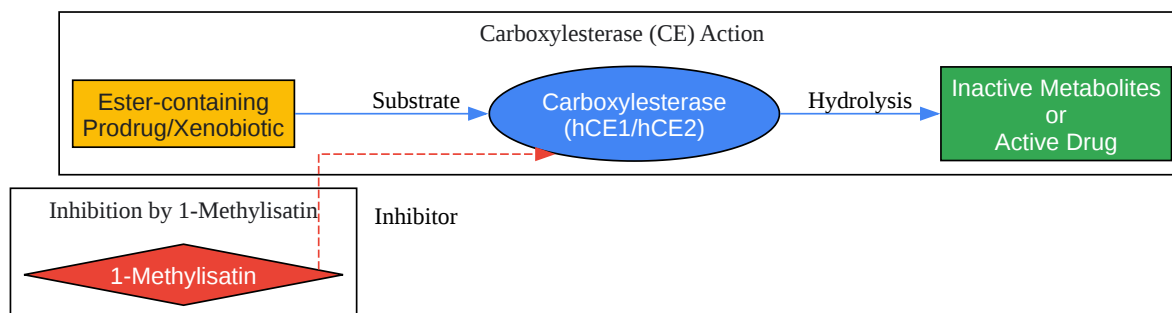 Carboxylesterase (CE) Action
Ester-containing
Prodrug/Xenobiotic
Substrate
Carboxylesterase
(hCE1/hCE2)
Hydrolysis
Inactive Metabolites
or
Active Drug
Inhibition by 1-Methylisatin
Inhibitor
1-Methylisatin